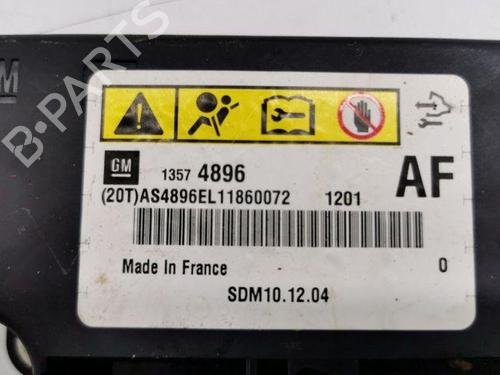 B-PARTS
M
GM 1357 4896 AF
(20T)AS4896EL11860072 1201
Made In France 0
SDM10.12.04